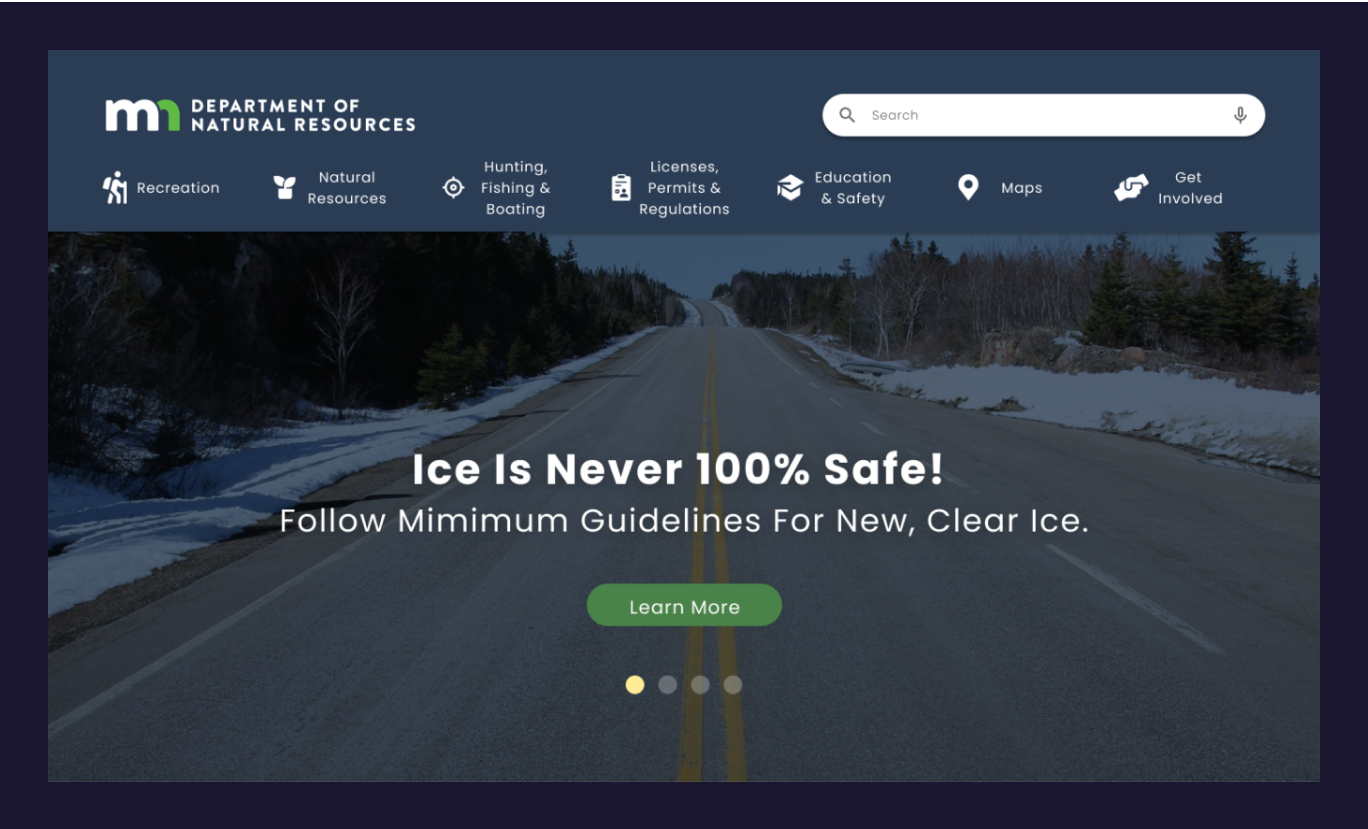 mn DEPARTMENT OF
NATURAL RESOURCES
Search
Recreation
Natural
Resources
Hunting,
Fishing &
Boating
Licenses,
Permits &
Regulations
Education
& Safety
Maps
Get
Involved
Ice Is Never 100% Safe!
Follow Mimimum Guidelines For New, Clear Ice.
Learn More